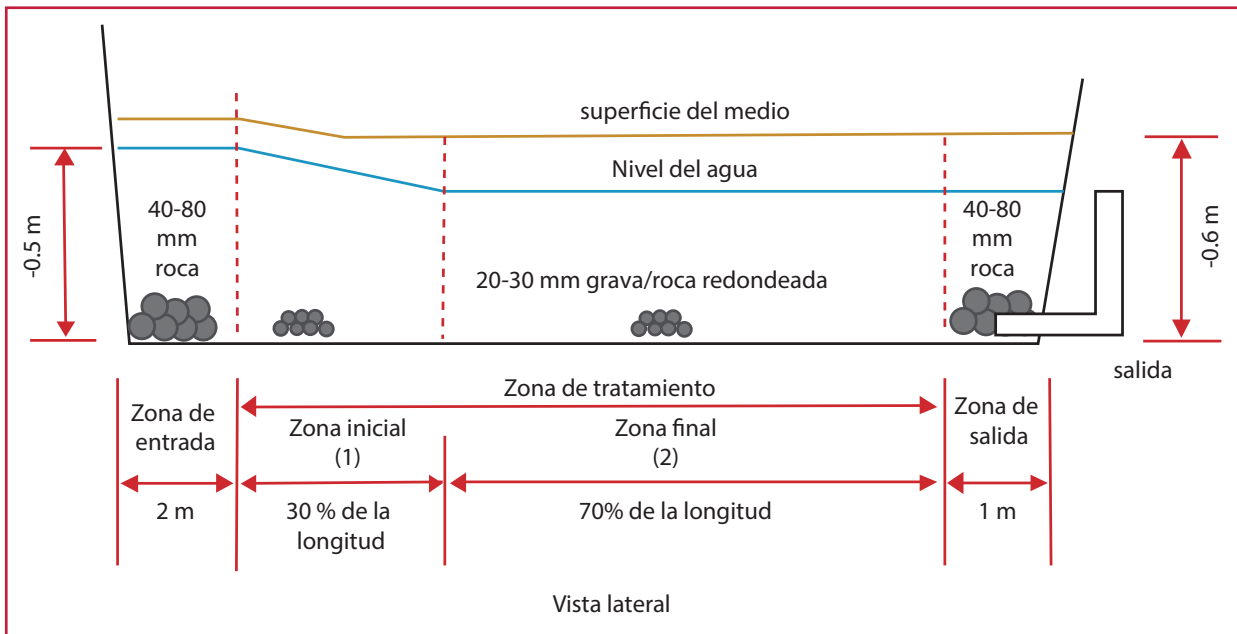 superficie del medio
Nivel del agua
40-80
mm
roca
40-80
mm
roca
-0.5 m
-0.6 m
20-30 mm grava/roca redondeada
salida
Zona de tratamiento
Zona de
entrada
Zona inicial
(1)
Zona final
(2)
Zona de
salida
2 m
30 % de la
longitud
70% de la longitud
1 m
Vista lateral